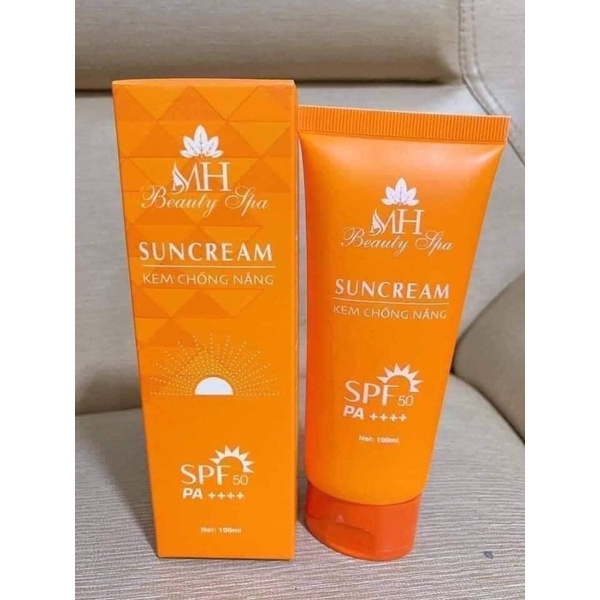 MH
Beauty Spa
SUNCREAM
KEM CHỐNG NẮNG
SPF 50
PA ++++
Net: 100ml
MH
Beauty Spa
SUNCREAM
KEM CHỐNG NẮNG
SPF 50
PA ++++
Net: 100ml